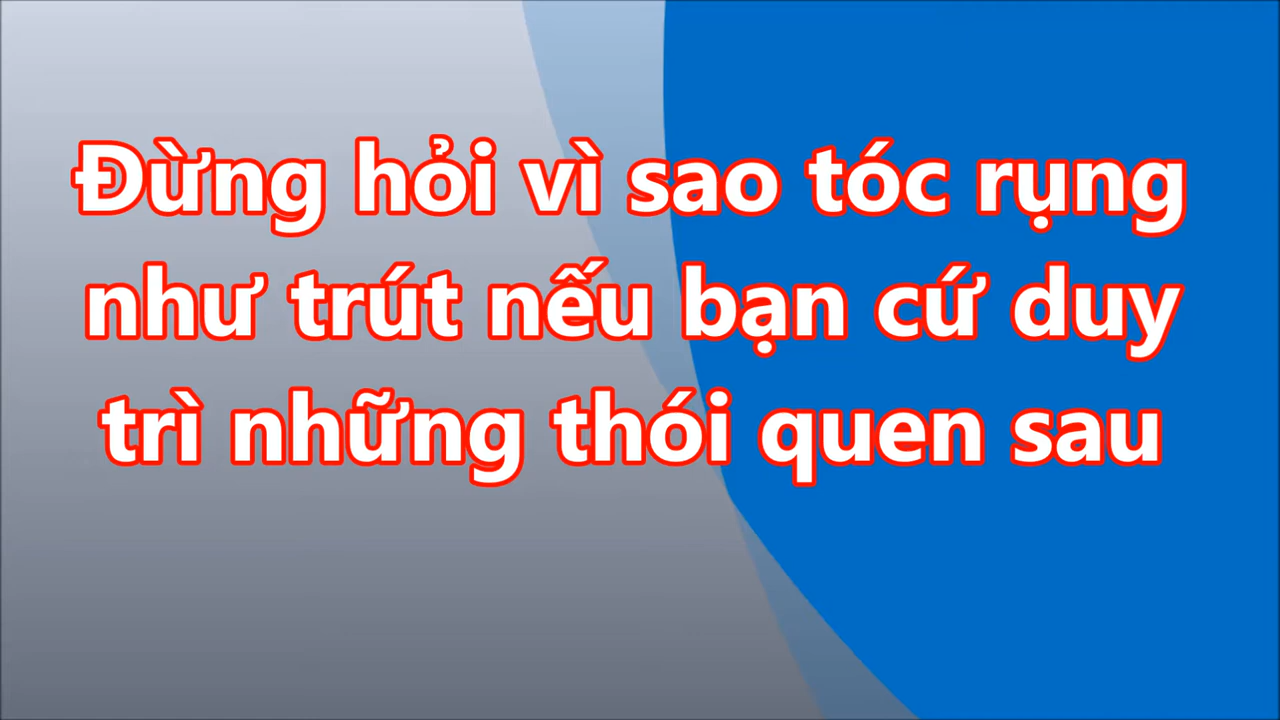 Đừng hỏi vì sao tóc rụng
như trút nếu bạn cứ duy
trì những thói quen sau